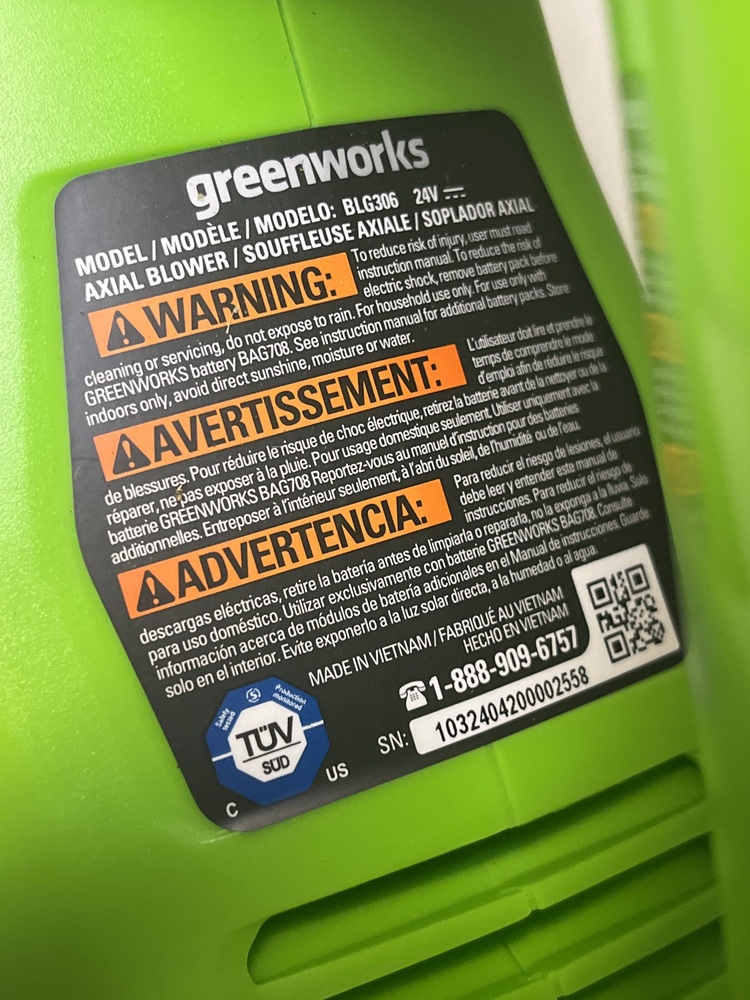 greenworks
MODEL / MODÈLE / MODELO: BLG306 24V
AXIAL BLOWER / SOUFFLEUSE AXIALE / SOPLADOR AXIAL
WARNING:
To reduce risk of injury, user must read
instruction manual. To reduce the risk of
electric shock, remove battery pack before
cleaning or servicing, do not expose to rain. For household use only. For use only with
GREENWORKS battery BAG708. See instruction manual for additional battery packs. Store
indoors only, avoid direct sunshine, moisture or water.
AVERTISSEMENT:
L'utilisateur doit lire et prendre le
temps de comprendre le mode
d'emploi afin de réduire le risque
de blessures. Pour réduire le risque de choc électrique, retirez la batterie avant de la nettoyer ou de la
réparer, ne pas exposer à la pluie. Pour usage domestique seulement. Utiliser uniquement avec la
batterie GREENWORKS BAG708 Reportez-vous au manuel d'instruction pour des batteries
additionnelles. Entreposer à l'intérieur seulement, à l'abri du soleil, de l'humidité ou de l'eau.
ADVERTENCIA:
Para reducir el riesgo de lesiones, el usuario
debe leer y entender este manual de
instrucciones. Para reducir el riesgo de
descargas eléctricas, retire la batería antes de limpiarla o repararla, no la exponga a la lluvia. Solo
para uso doméstico. Utilizar exclusivamente con batterie GREENWORKS BAG708. Consulte
información acerca de módulos de batería adicionales en el Manual de instrucciones. Guarde
solo en el interior. Evite exponerlo a la luz solar directa, a la humedad o al agua.
MADE IN VIETNAM / FABRIQUÉ AU VIETNAM
HECHO EN VIETNAM
1-888-909-6757
SN: 1032404200002558
Safety tested
Production monitored
TÜV
SÜD
C US